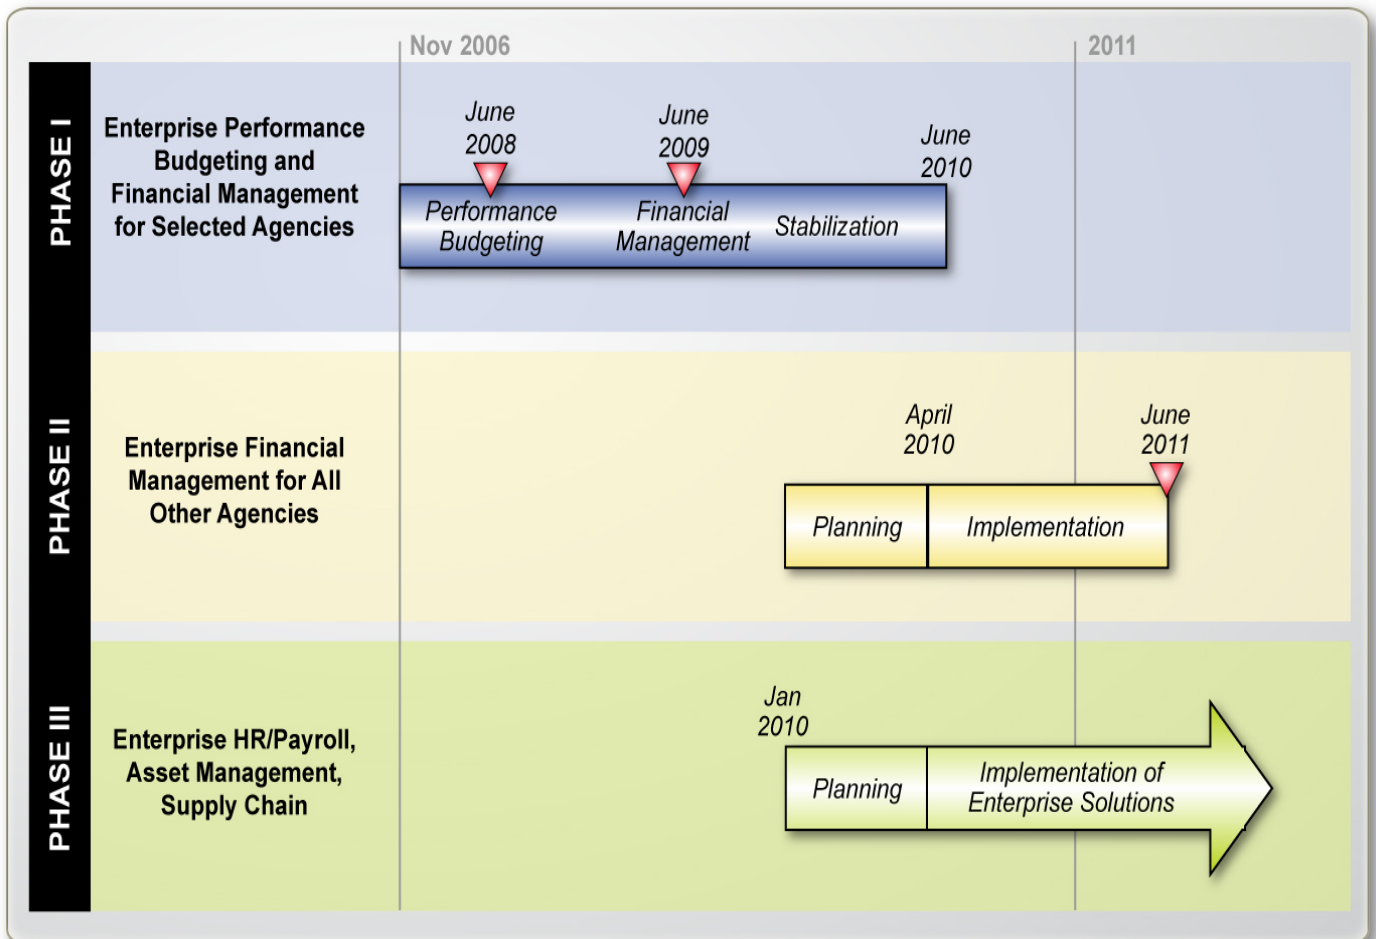 Nov 2006
2011
PHASE I
Enterprise Performance
Budgeting and
Financial Management
for Selected Agencies
June
2008
June
2009
June
2010
Performance
Budgeting
Financial
Management
Stabilization
PHASE II
Enterprise Financial
Management for All
Other Agencies
April
2010
June
2011
Planning
Implementation
PHASE III
Enterprise HR/Payroll,
Asset Management,
Supply Chain
Jan
2010
Planning
Implementation of
Enterprise Solutions